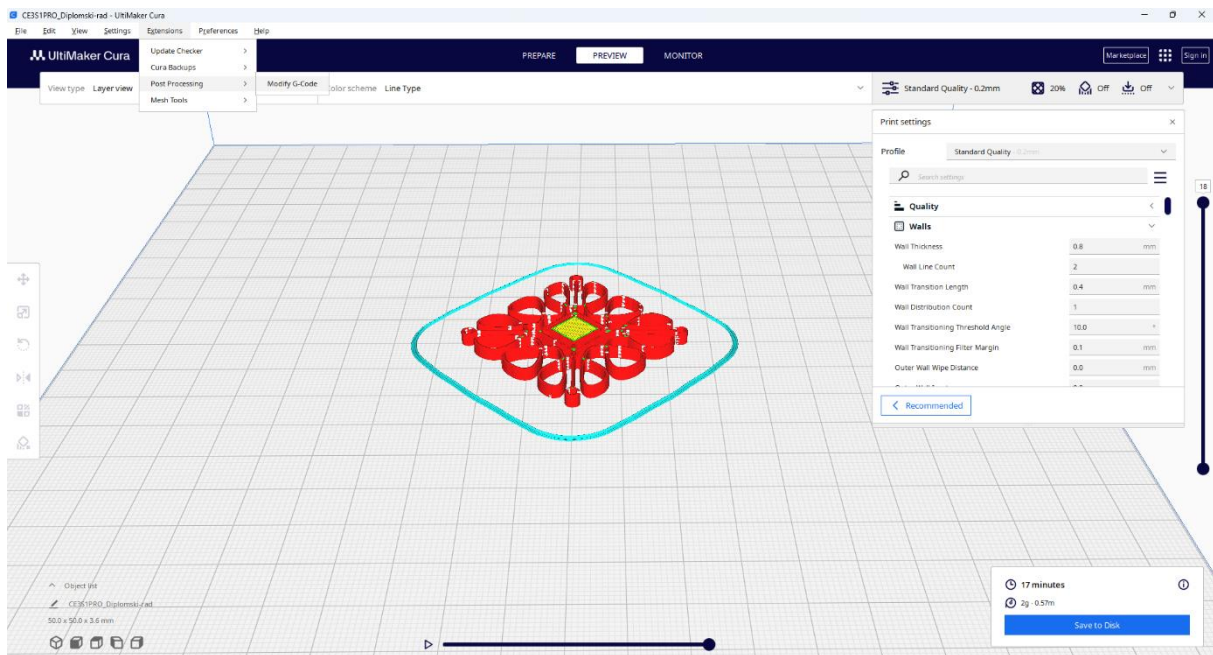 CE3S1PRO_Diplomski-rad - UltiMaker Cura
File Edit View Settings Extensions Preferences Help
UltiMaker Cura
PREPARE PREVIEW MONITOR
Marketplace Sign in
Update Checker
Cura Backups
Post Processing
Mesh Tools
Modify G-Code
View type Layer view
Color scheme Line Type
Standard Quality - 0.2mm 20% Off Off
Print settings
Profile Standard Quality - 0.2mm
Search settings
Quality
Walls
Wall Thickness 0.8 mm
Wall Line Count 2
Wall Transition Length 0.4 mm
Wall Distribution Count 1
Wall Transitioning Threshold Angle 10.0 °
Wall Transitioning Filter Margin 0.1 mm
Outer Wall Wipe Distance 0.0 mm
Recommended
18
Object list
CE3S1PRO_Diplomski-rad
50.0 x 50.0 x 3.6 mm
17 minutes
2g · 0.57m
Save to Disk